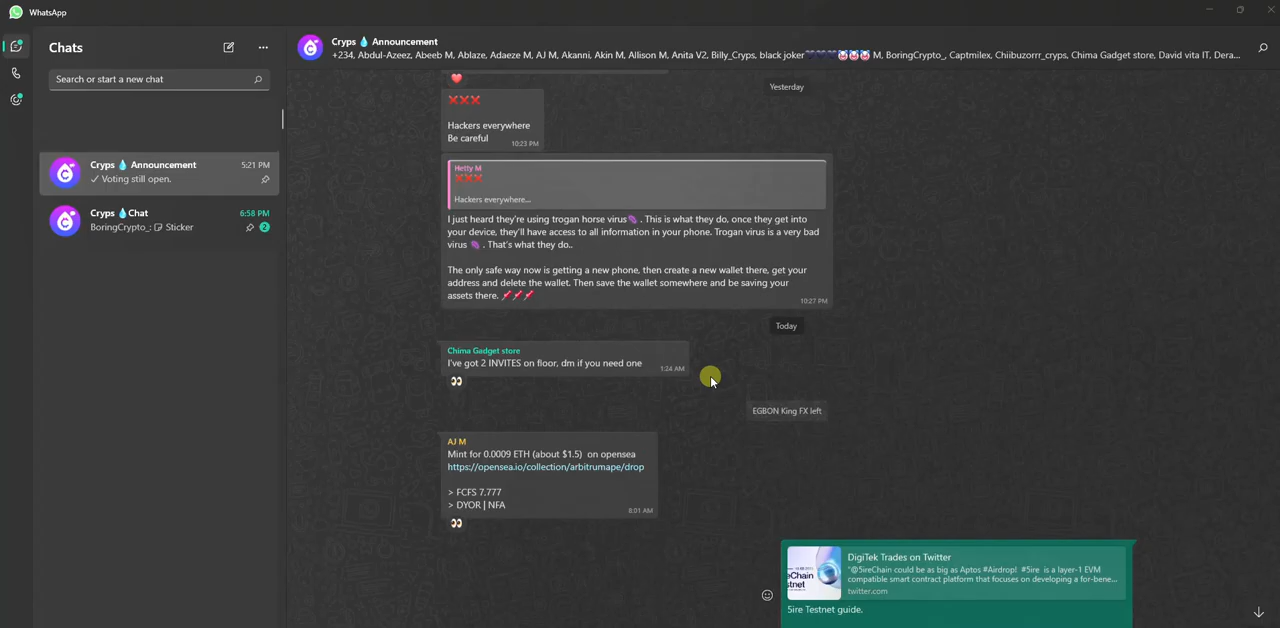 WhatsApp
Chats
Search or start a new chat
Cryps 💧 Announcement
5:21 PM
✓ Voting still open.
Cryps 💧Chat
6:58 PM
BoringCrypto_: Sticker
2
Cryps 💧 Announcement
+234, Abdul-Azeez, Abeeb M, Ablaze, Adaeze M, AJ M, Akanni, Akin M, Allison M, Anita V2, Billy_Cryps, black joker🖤🖤🖤🤡🤡🤡 M, BoringCrypto_, Captmilex, Chiibuzorrr_cryps, Chima Gadget store, David vita IT, Dera...
❤️
Yesterday
❌❌❌
Hackers everywhere
Be careful
10:23 PM
Hetty M
❌❌❌
Hackers everywhere...
I just heard they're using trogan horse virus🦠 . This is what they do, once they get into
your device, they'll have access to all information in your phone. Trogan virus is a very bad
virus 🦠 . That's what they do..
The only safe way now is getting a new phone, then create a new wallet there, get your
address and delete the wallet. Then save the wallet somewhere and be saving your
assets there. 🧨🧨🧨
10:27 PM
Today
Chima Gadget store
I've got 2 INVITES on floor, dm if you need one
1:24 AM
👀
EGBON King FX left
AJ M
Mint for 0.0009 ETH (about $1.5)  on opensea
https://opensea.io/collection/arbitrumape/drop
> FCFS 7,777
> DYOR | NFA
8:01 AM
👀
DigiTek Trades on Twitter
"@5ireChain could be as big as Aptos #Airdrop!  #5ire  is a layer-1 EVM
compatible smart contract platform that focuses on developing a for-bene...
twitter.com
5ire Testnet guide.